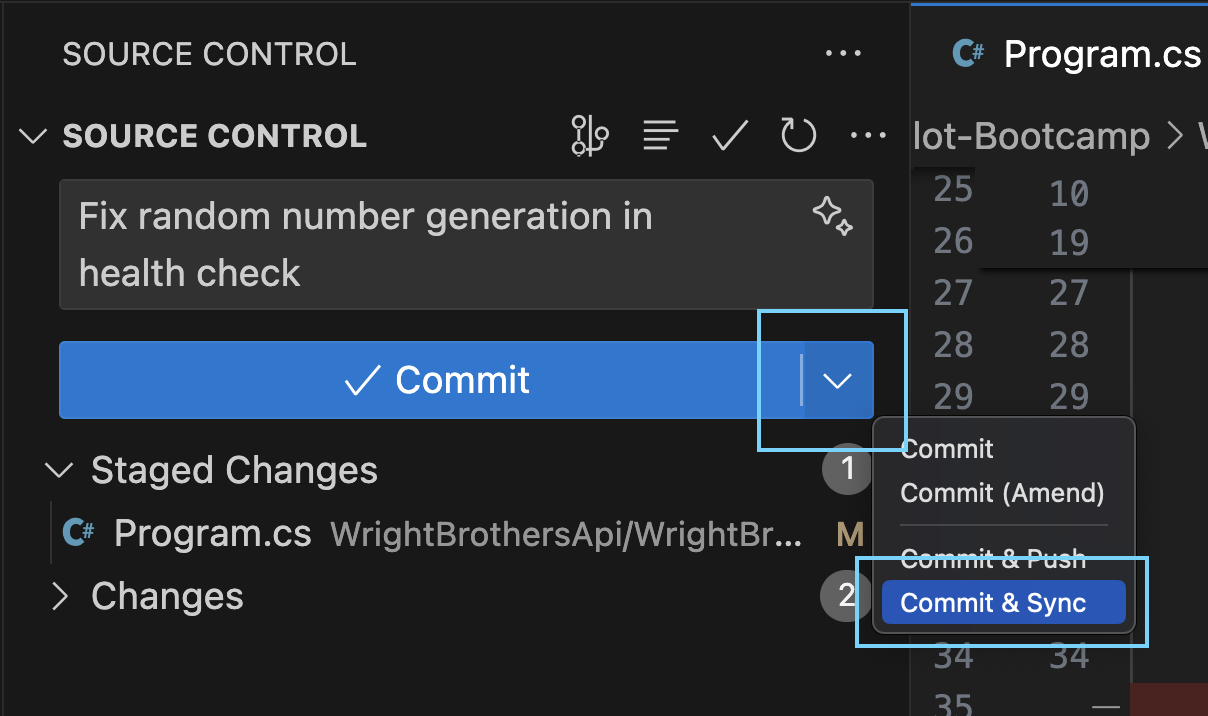 SOURCE CONTROL
Program.cs
SOURCE CONTROL
lot-Bootcamp
Fix random number generation in
health check
Commit
Staged Changes 1
C# Program.cs WrightBrothersApi/WrightBr... M
Changes 2
Commit
Commit (Amend)
Commit & Push
Commit & Sync
25 10
26 19
27 27
28 28
29 29
34 34
35